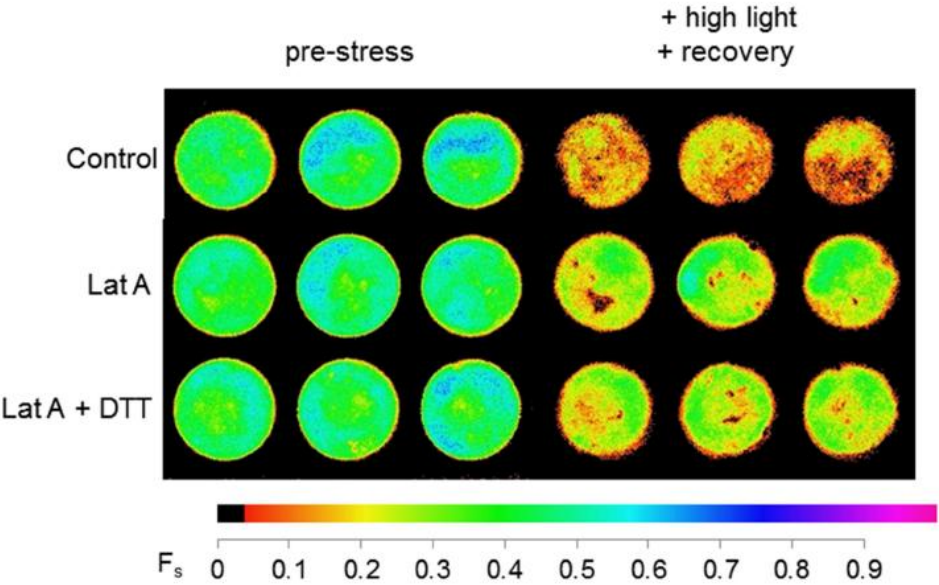 pre-stress
+ high light
+ recovery
Control
Lat A
Lat A + DTT
Fs 0 0.1 0.2 0.3 0.4 0.5 0.6 0.7 0.8 0.9